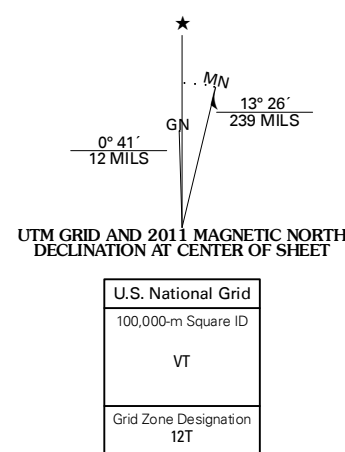 ★
MN
GN
13° 26´
239 MILS
0° 41´
12 MILS
UTM GRID AND 2011 MAGNETIC NORTH
DECLINATION AT CENTER OF SHEET
U.S. National Grid
100,000-m Square ID
VT
Grid Zone Designation
12T